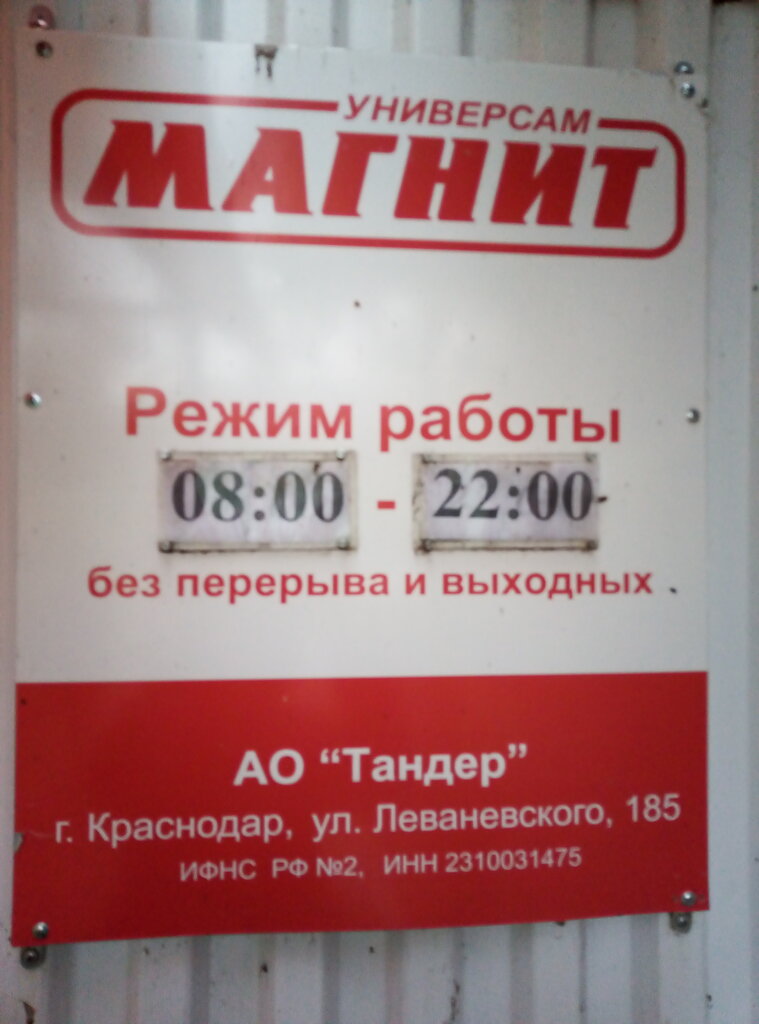 УНИВЕРСАМ
МАГНИТ
Режим работы
08:00 - 22:00
без перерыва и выходных
АО “Тандер”
г. Краснодар, ул. Леваневского, 185
ИФНС РФ №2, ИНН 2310031475